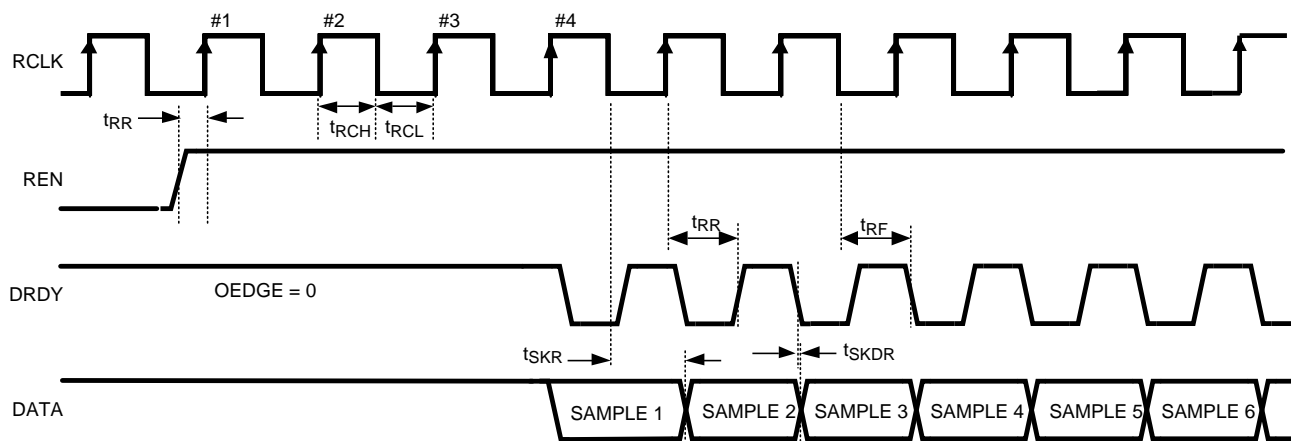 #1 #2 #3 #4
RCLK
tRR
tRCH tRCL
REN
tRR tRF
DRDY
OEDGE = 0
tSKR tSKDR
DATA
SAMPLE 1 SAMPLE 2 SAMPLE 3 SAMPLE 4 SAMPLE 5 SAMPLE 6